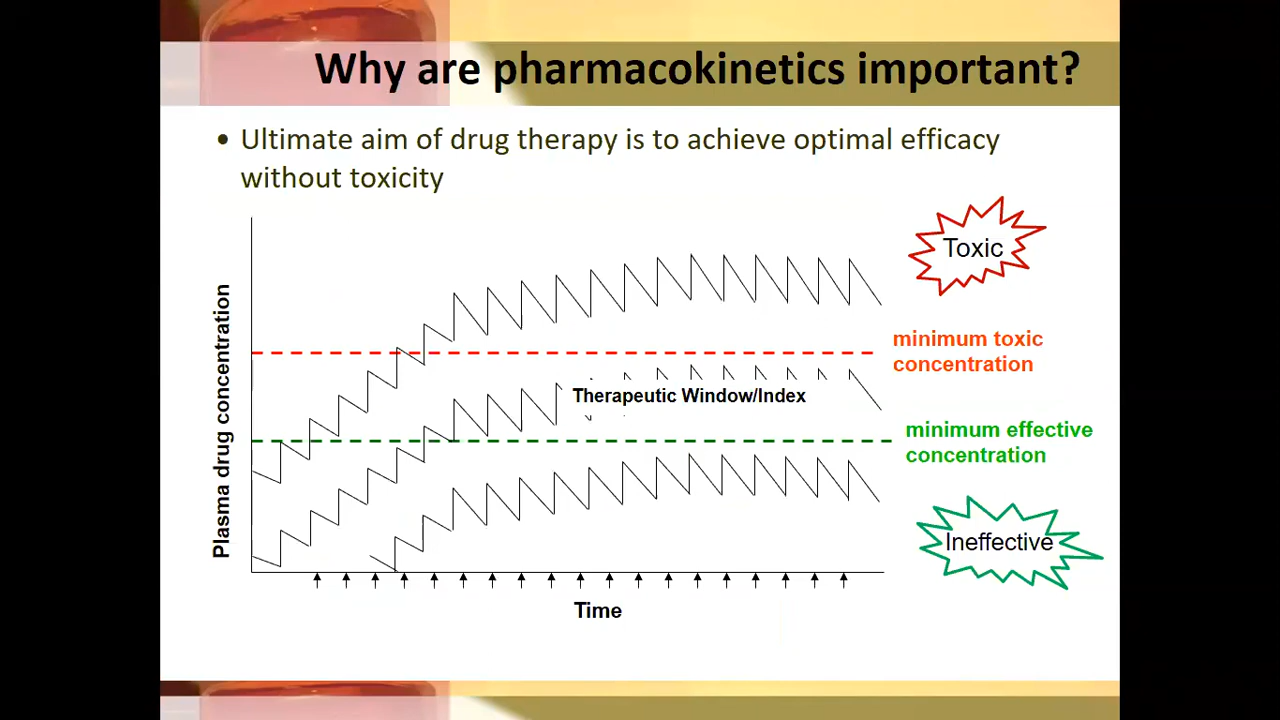 Why are pharmacokinetics important?
• Ultimate aim of drug therapy is to achieve optimal efficacy
without toxicity
Toxic
Plasma drug concentration
minimum toxic
concentration
Therapeutic Window/Index
minimum effective
concentration
Ineffective
Time